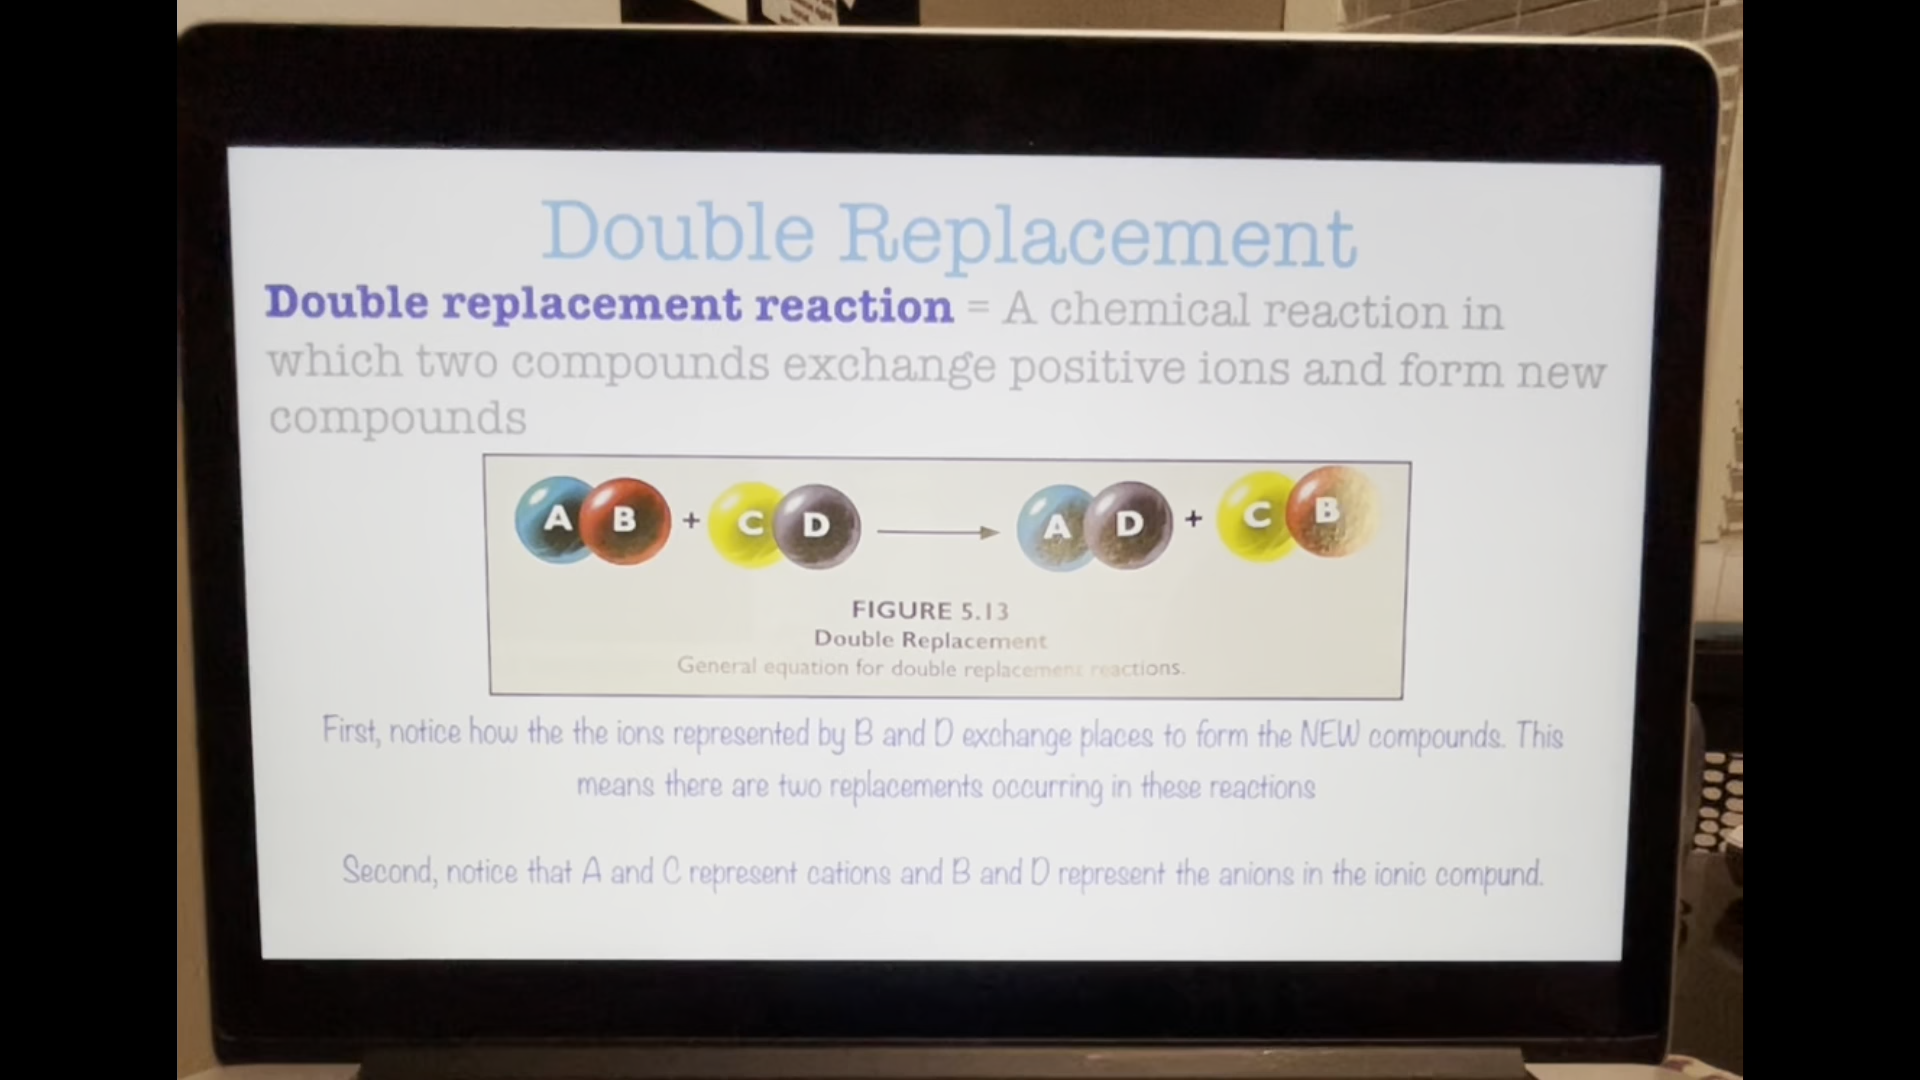 Double Replacement
Double replacement reaction = A chemical reaction in
which two compounds exchange positive ions and form new
compounds
A B + C D A D + C B
FIGURE 5.13
Double Replacement
General equation for double replacement reactions.
First, notice how the the ions represented by B and D exchange places to form the NEW compounds. This
means there are two replacements occurring in these reactions
Second, notice that A and C represent cations and B and D represent the anions in the ionic compund.